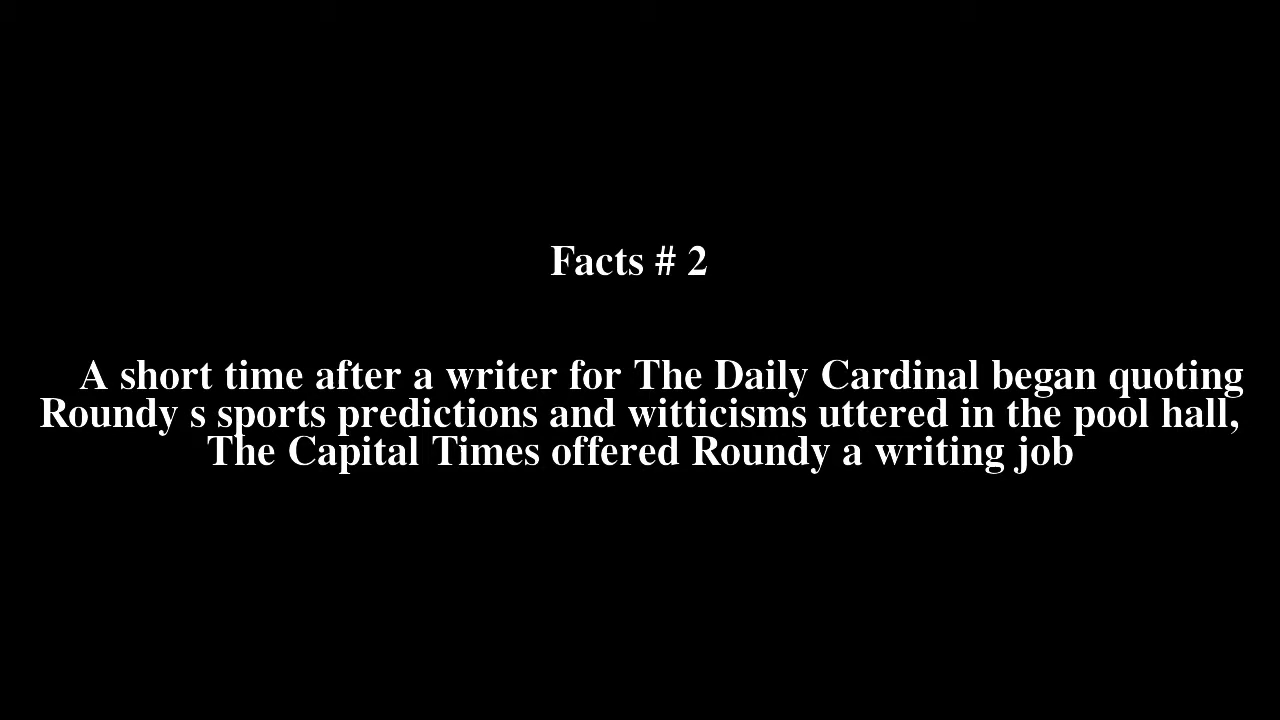 Facts # 2
A short time after a writer for The Daily Cardinal began quoting
Roundy s sports predictions and witticisms uttered in the pool hall,
The Capital Times offered Roundy a writing job